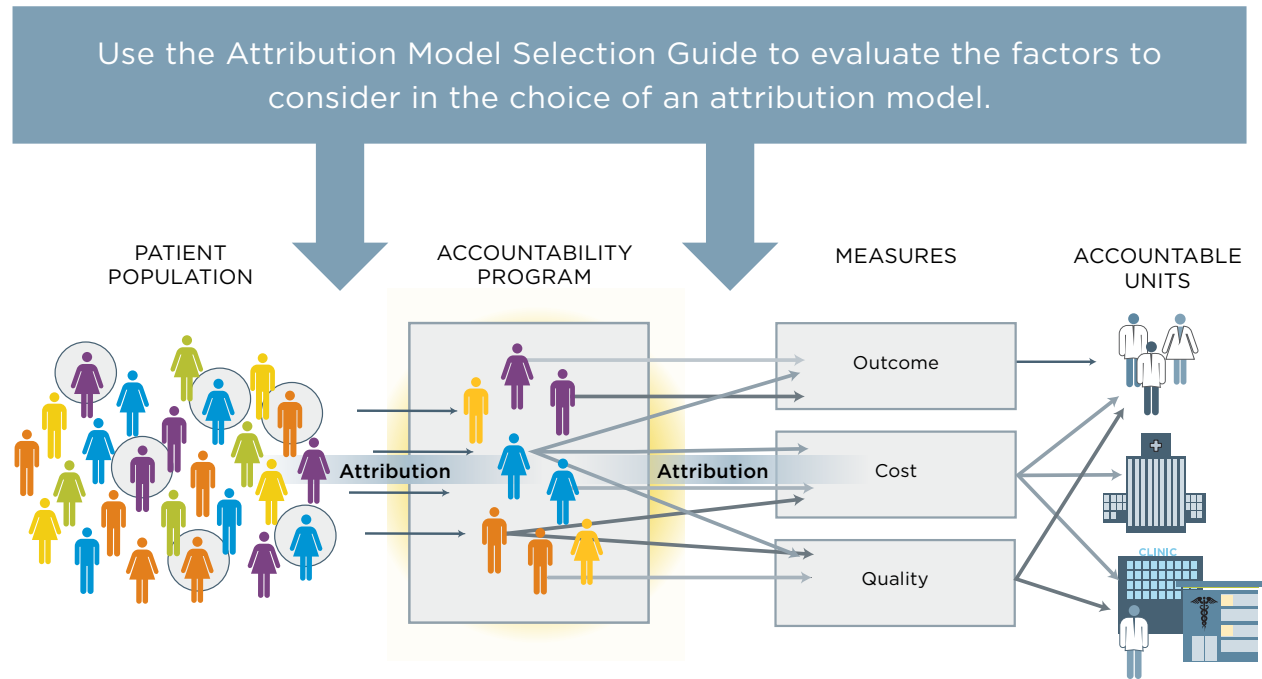 Use the Attribution Model Selection Guide to evaluate the factors to
consider in the choice of an attribution model.
PATIENT
POPULATION
ACCOUNTABILITY
PROGRAM
MEASURES
ACCOUNTABLE
UNITS
Attribution
Attribution
Outcome
Cost
Quality
CLINIC